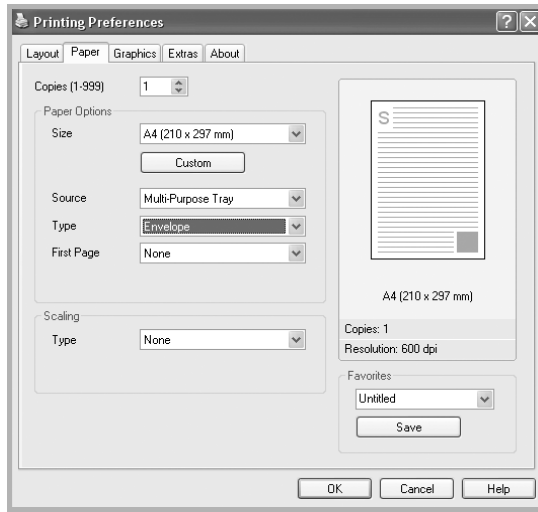 Printing Preferences
Layout Paper Graphics Extras About
Copies (1-999) 1
Paper Options
Size A4 (210 x 297 mm)
Custom
Source Multi-Purpose Tray
Type Envelope
First Page None
Scaling
Type None
S
A4 (210 x 297 mm)
Copies: 1
Resolution: 600 dpi
Favorites
Untitled
Save
OK Cancel Help